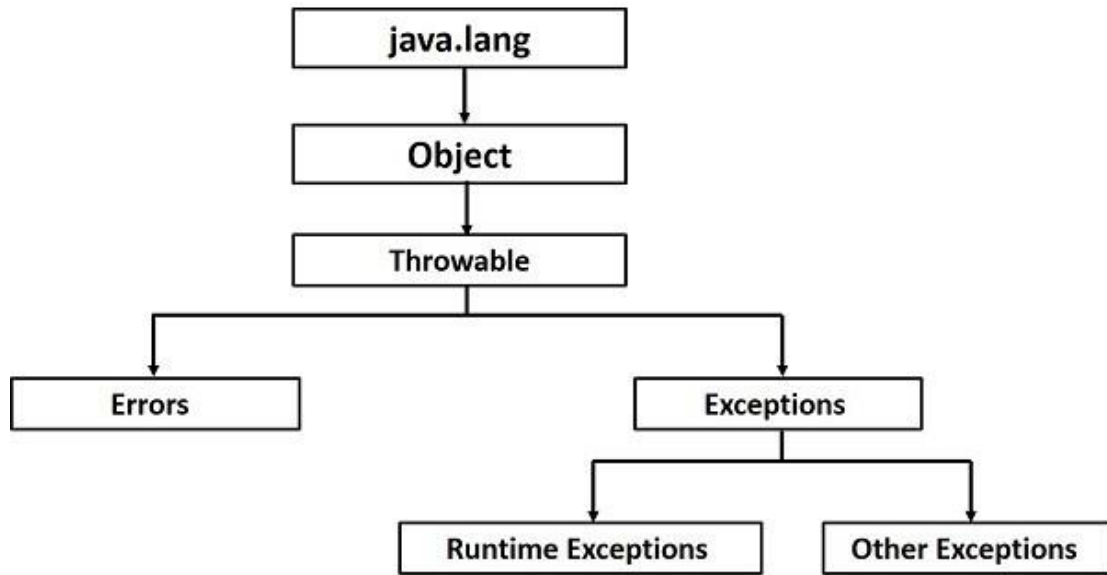 java.lang
Object
Throwable
Errors
Exceptions
Runtime Exceptions
Other Exceptions